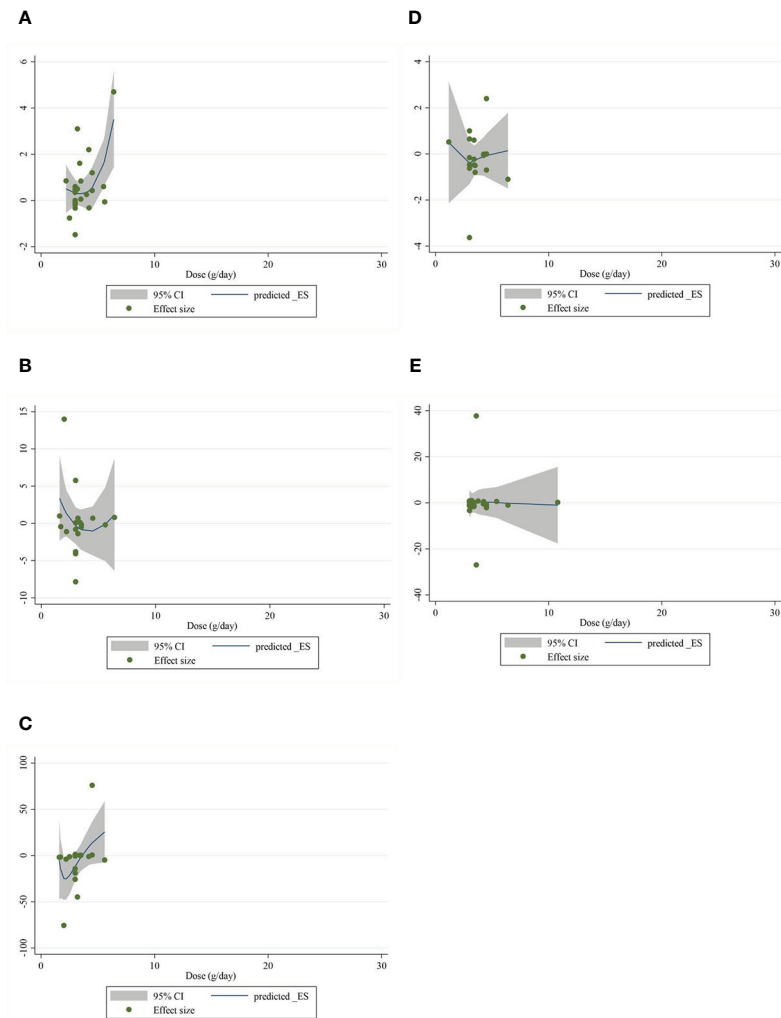 A
6
4
2
0
-2
0
10
20
30
Dose (g/day)
95% CI
predicted _ES
Effect size
D
4
2
0
-2
-4
0
10
20
30
Dose (g/day)
95% CI
predicted _ES
Effect size
B
15
10
5
0
-5
-10
0
10
20
30
Dose (g/day)
95% CI
predicted _ES
Effect size
E
40
20
0
-20
-40
0
10
20
30
Dose (g/day)
95% CI
predicted _ES
Effect size
C
100
50
0
-50
-100
0
10
20
30
Dose (g/day)
95% CI
predicted _ES
Effect size